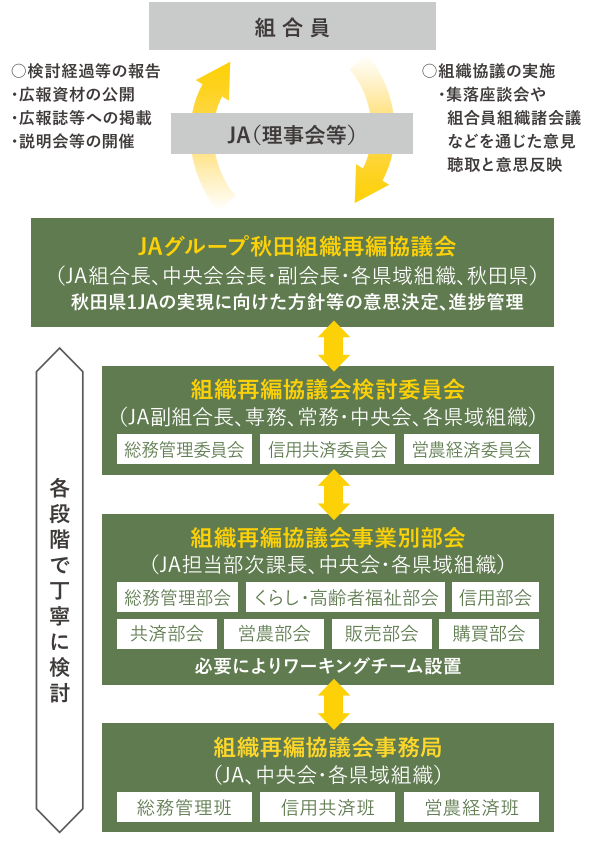 組合員
○検討経過等の報告
・広報資材の公開
・広報誌等への掲載
・説明会等の開催
○組織協議の実施
・集落座談会や
組合員組織諸会議
などを通じた意見
聴取と意思反映
JA（理事会等）
JAグループ秋田組織再編協議会
（JA組合長、中央会会長・副会長・各県域組織、秋田県）
秋田県1JAの実現に向けた方針等の意思決定、進捗管理
各段階で丁寧に検討
組織再編協議会検討委員会
（JA副組合長、専務、常務・中央会、各県域組織）
総務管理委員会 信用共済委員会 営農経済委員会
組織再編協議会事業別部会
（JA担当部次課長、中央会・各県域組織）
総務管理部会 くらし・高齢者福祉部会 信用部会
共済部会 営農部会 販売部会 購買部会
必要によりワーキングチーム設置
組織再編協議会事務局
（JA、中央会・各県域組織）
総務管理班 信用共済班 営農経済班